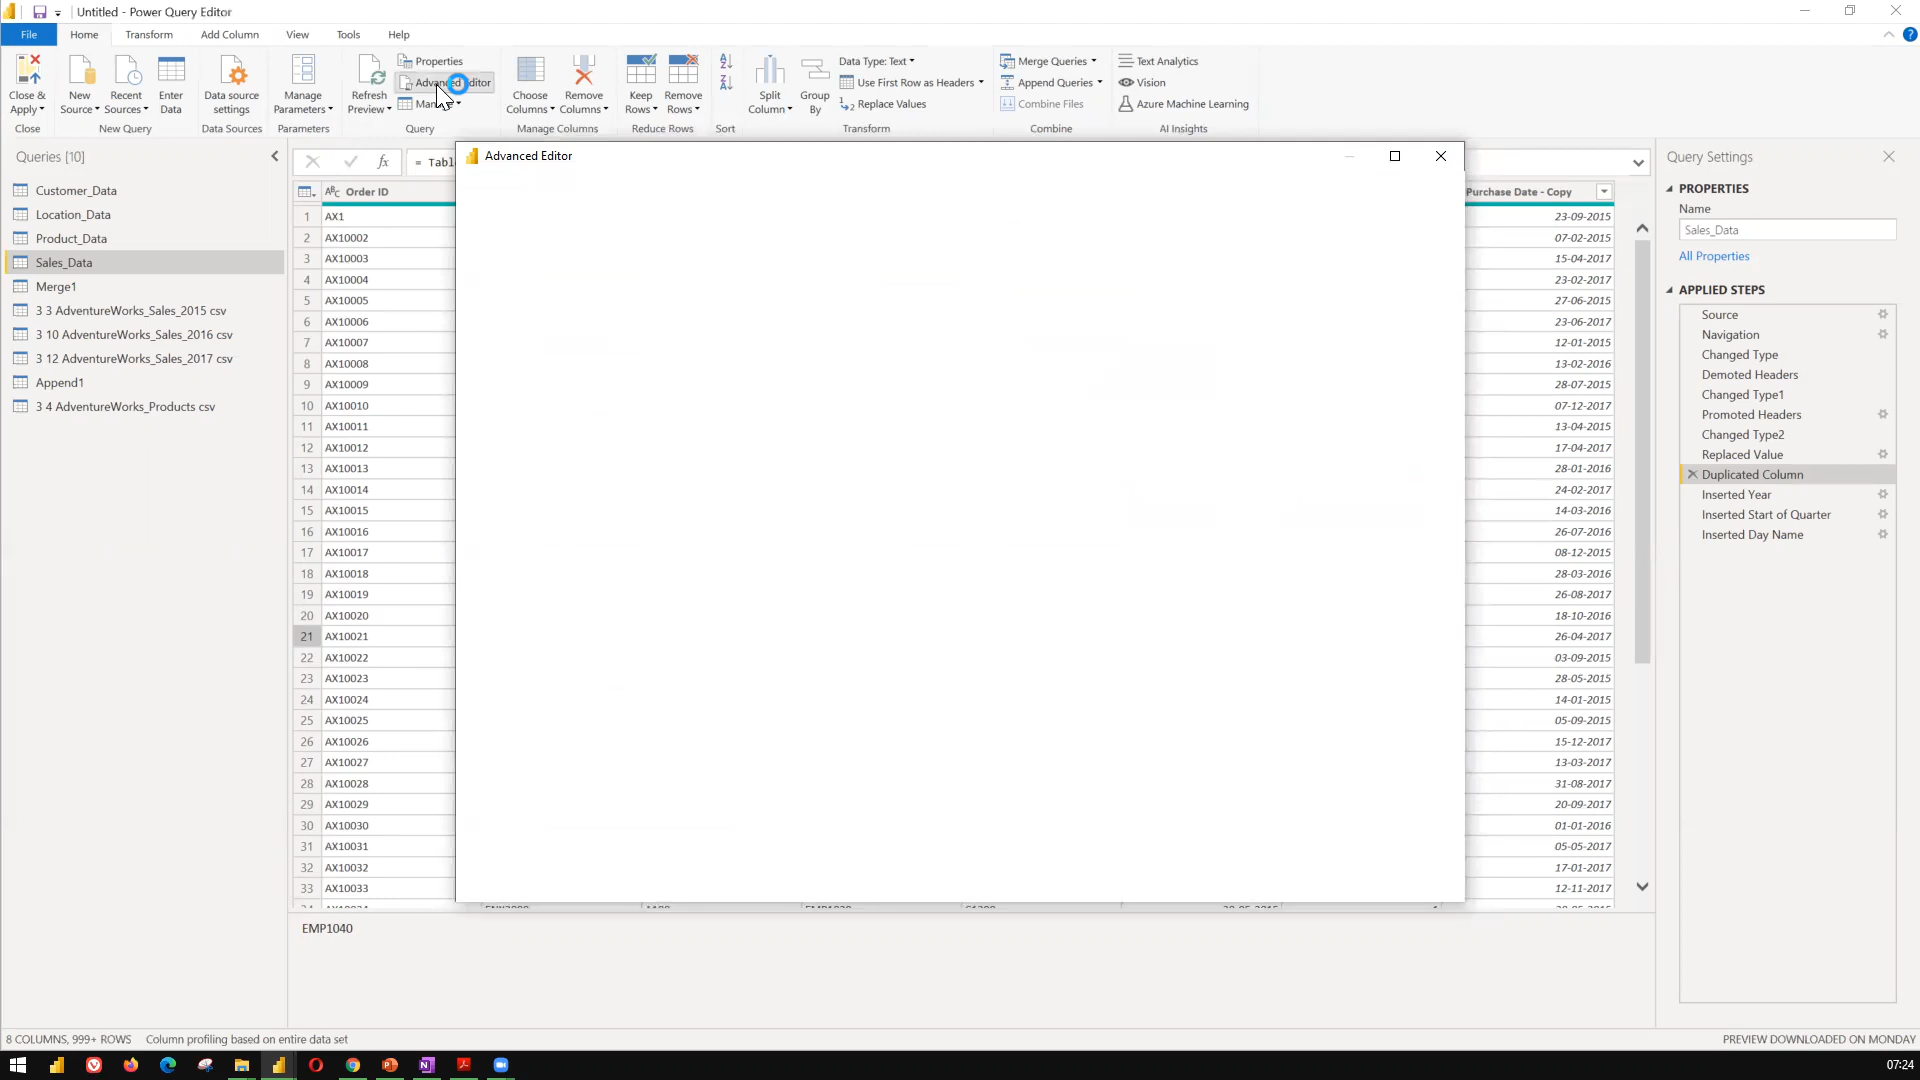 Untitled - Power Query Editor
File Home Transform Add Column View Tools Help
Close & Apply
New Source
Recent Sources
Enter Data
Data source settings
Manage Parameters
Refresh Preview
Properties
Advanced Editor
Choose Columns
Remove Columns
Keep Rows
Remove Rows
Split Column
Group By
Data Type: Text
Use First Row as Headers
Replace Values
Merge Queries
Append Queries
Combine Files
Text Analytics
Vision
Azure Machine Learning
Close New Query Data Sources Parameters Query Manage Columns Reduce Rows Sort Transform Combine AI Insights
Queries [10]
Customer_Data
Location_Data
Product_Data
Sales_Data
Merge1
3 3 AdventureWorks_Sales_2015 csv
3 10 AdventureWorks_Sales_2016 csv
3 12 AdventureWorks_Sales_2017 csv
Append1
3 4 AdventureWorks_Products csv
fx = Tabl
Advanced Editor
Order ID Purchase Date - Copy
1 AX1 23-09-2015
2 AX10002 07-02-2015
3 AX10003 15-04-2017
4 AX10004 23-02-2017
5 AX10005 27-06-2015
6 AX10006 23-06-2017
7 AX10007 12-01-2015
8 AX10008 13-02-2016
9 AX10009 28-07-2015
10 AX10010 07-12-2017
11 AX10011 13-04-2015
12 AX10012 17-04-2017
13 AX10013 28-01-2016
14 AX10014 24-02-2017
15 AX10015 14-03-2016
16 AX10016 26-07-2016
17 AX10017 08-12-2015
18 AX10018 28-03-2016
19 AX10019 26-08-2017
20 AX10020 18-10-2016
21 AX10021 26-04-2017
22 AX10022 03-09-2015
23 AX10023 28-05-2015
24 AX10024 14-01-2015
25 AX10025 05-09-2015
26 AX10026 15-12-2017
27 AX10027 13-03-2017
28 AX10028 31-08-2017
29 AX10029 20-09-2017
30 AX10030 01-01-2016
31 AX10031 05-05-2017
32 AX10032 17-01-2017
33 AX10033 12-11-2017
EMP1040
Query Settings
PROPERTIES
Name
Sales_Data
All Properties
APPLIED STEPS
Source
Navigation
Changed Type
Demoted Headers
Changed Type1
Promoted Headers
Changed Type2
Replaced Value
Duplicated Column
Inserted Year
Inserted Start of Quarter
Inserted Day Name
8 COLUMNS, 999+ ROWS Column profiling based on entire data set PREVIEW DOWNLOADED ON MONDAY
07:24